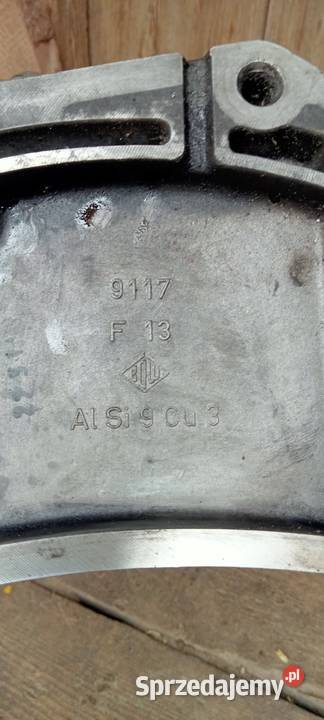 9117
F 13
Al Si 9 Cu 3
Sprzedajemy.pl